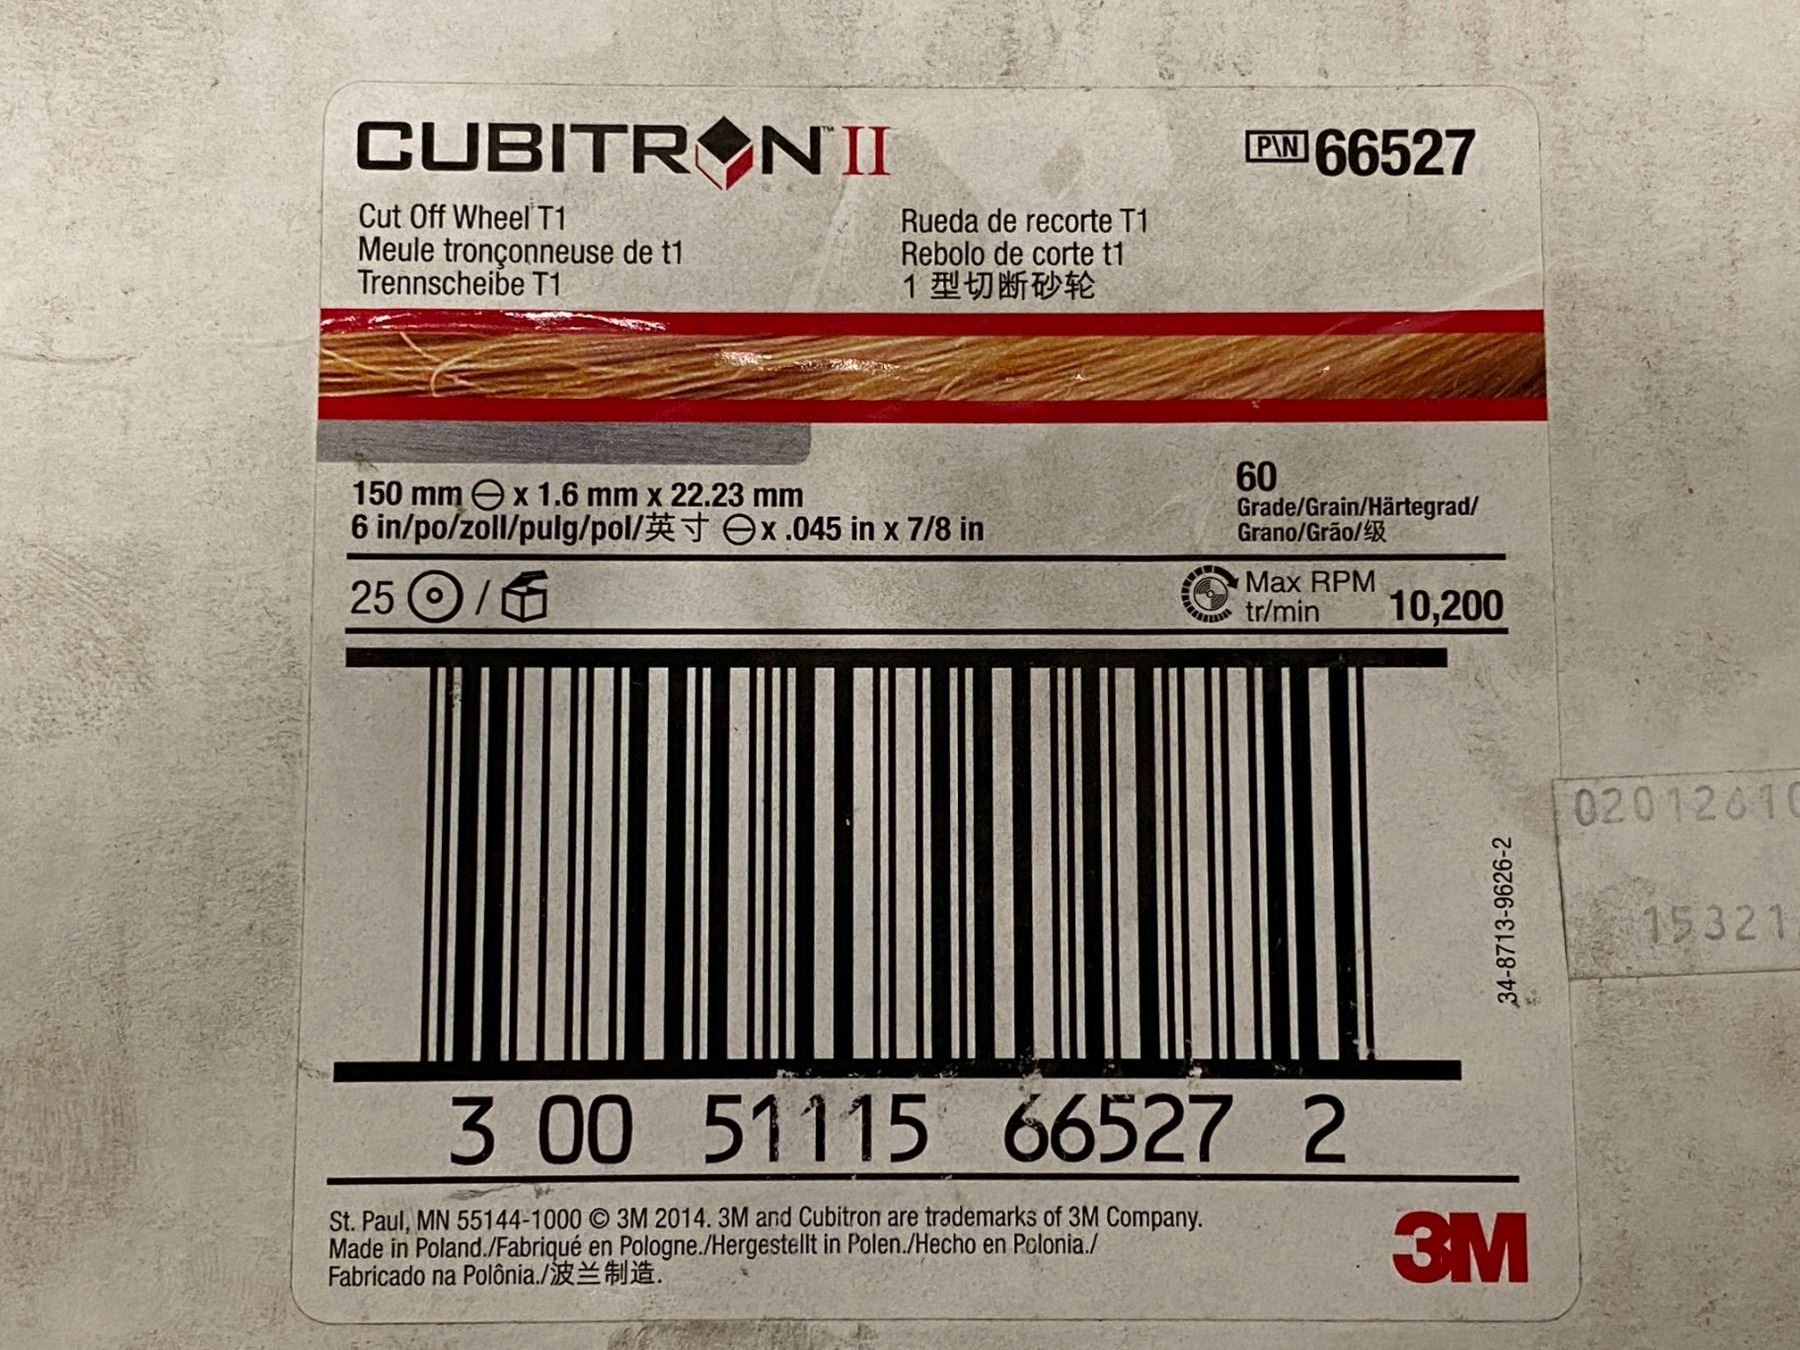 CUBITRON™ II
P\N 66527
Cut Off Wheel T1
Meule tronçonneuse de t1
Trennscheibe T1
Rueda de recorte T1
Rebolo de corte t1
1 型切断砂轮
150 mm ⊖ x 1.6 mm x 22.23 mm
6 in/po/zoll/pulg/pol/英寸 ⊖ x .045 in x 7/8 in
60
Grade/Grain/Härtegrad/
Grano/Grão/级
25 /
Max RPM
tr/min
10,200
34-8713-9626-2
3 00 51115 66527 2
St. Paul, MN 55144-1000 © 3M 2014. 3M and Cubitron are trademarks of 3M Company.
Made in Poland./Fabriqué en Pologne./Hergestellt in Polen./Hecho en Polonia./
Fabricado na Polônia./波兰制造.
3M